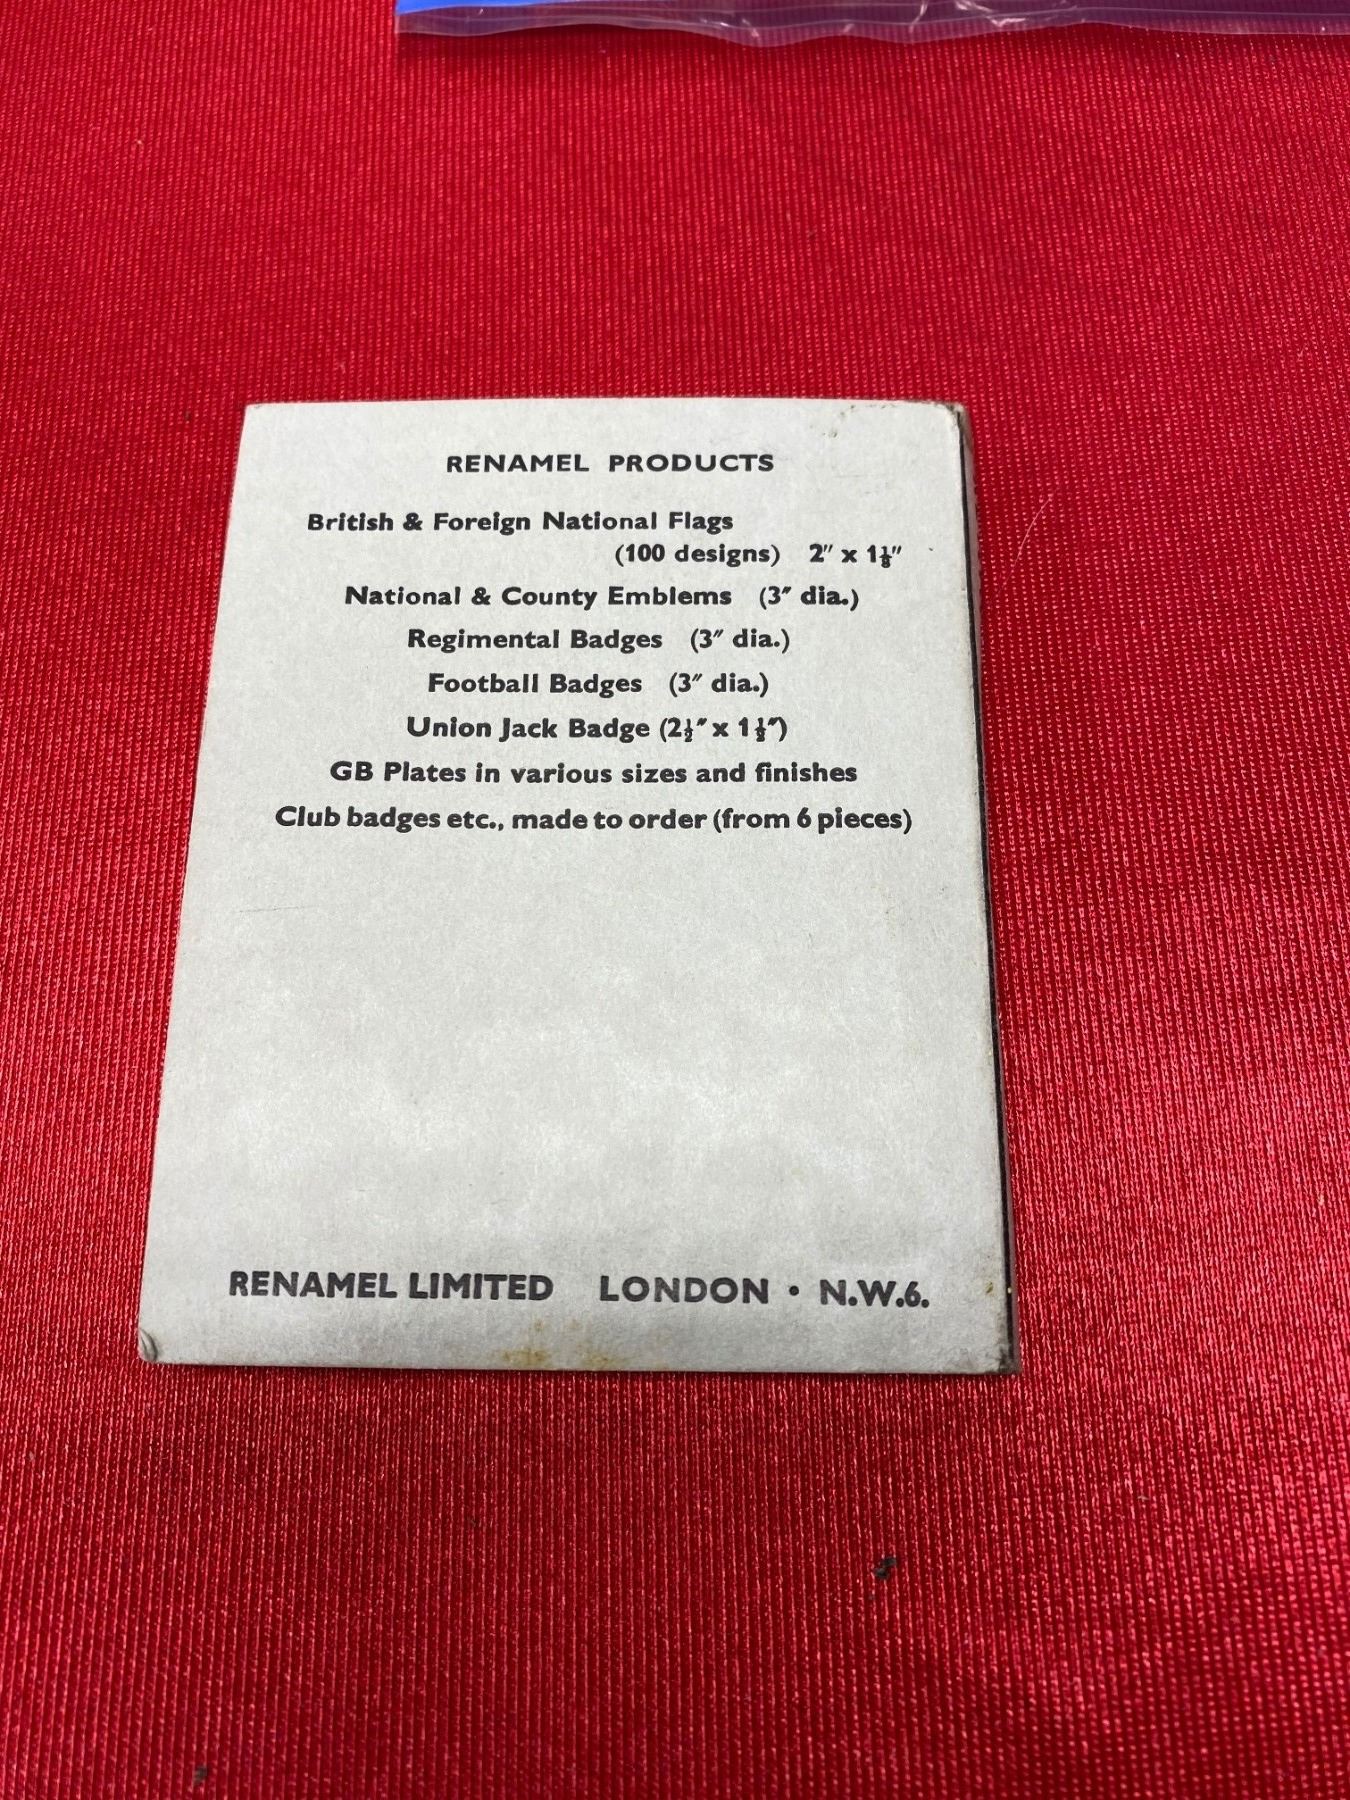 RENAMEL PRODUCTS
British & Foreign National Flags
(100 designs) 2" x 1⅛"
National & County Emblems (3" dia.)
Regimental Badges (3" dia.)
Football Badges (3" dia.)
Union Jack Badge (2½" x 1⅛")
GB Plates in various sizes and finishes
Club badges etc., made to order (from 6 pieces)
RENAMEL LIMITED LONDON · N.W.6.